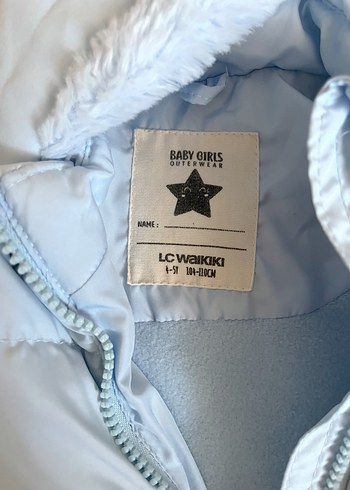 BABY GIRLS
OUTERWEAR
NAME:
LC WAIKIKI
4-5Y 104-110CM